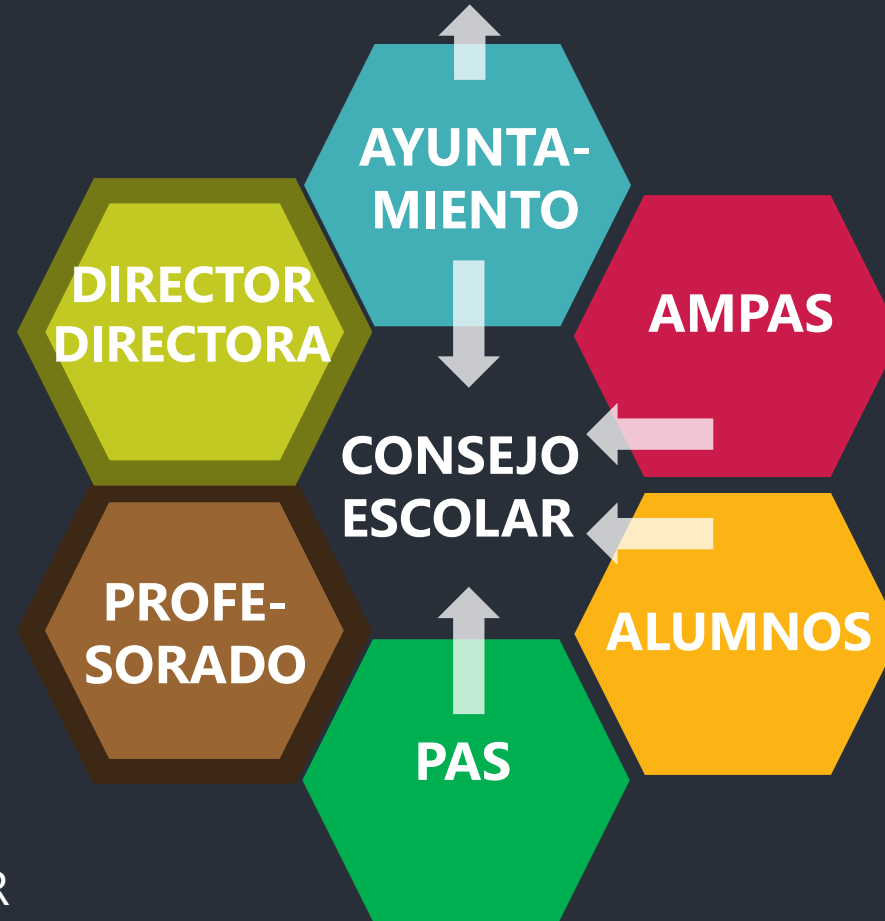 AYUNTA-
MIENTO
DIRECTOR
DIRECTORA
AMPAS
CONSEJO
ESCOLAR
PROFE-
SORADO
ALUMNOS
PAS
R